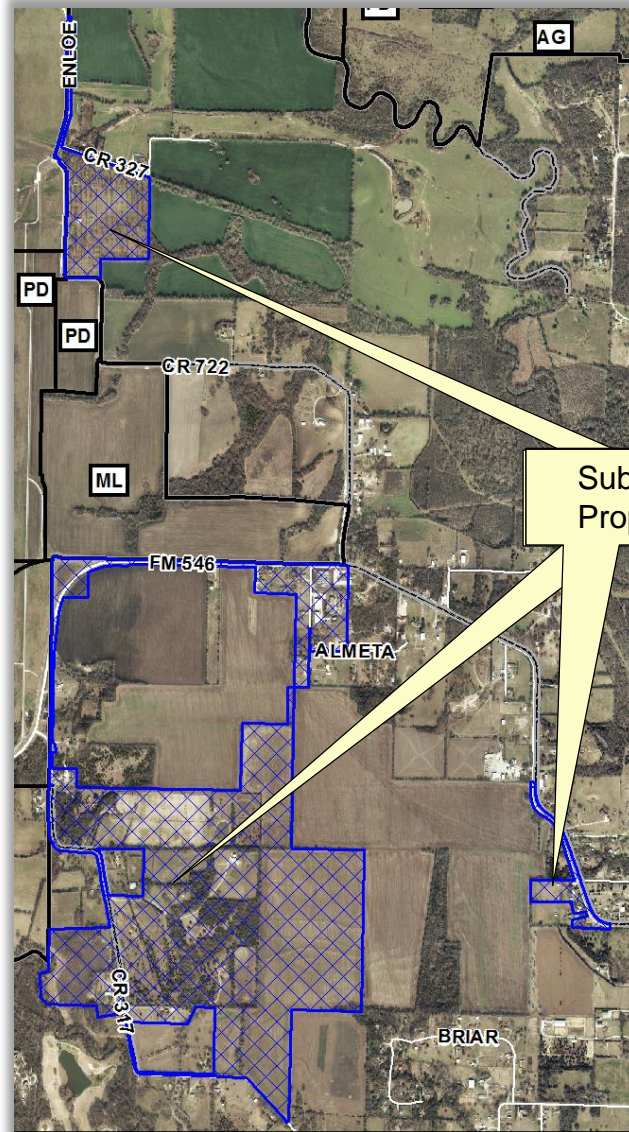 AG
ENLOE
CR 327
PD
PD
CR 722
ML
Sub
Prop
FM 546
ALMETA
CR 317
BRIAR